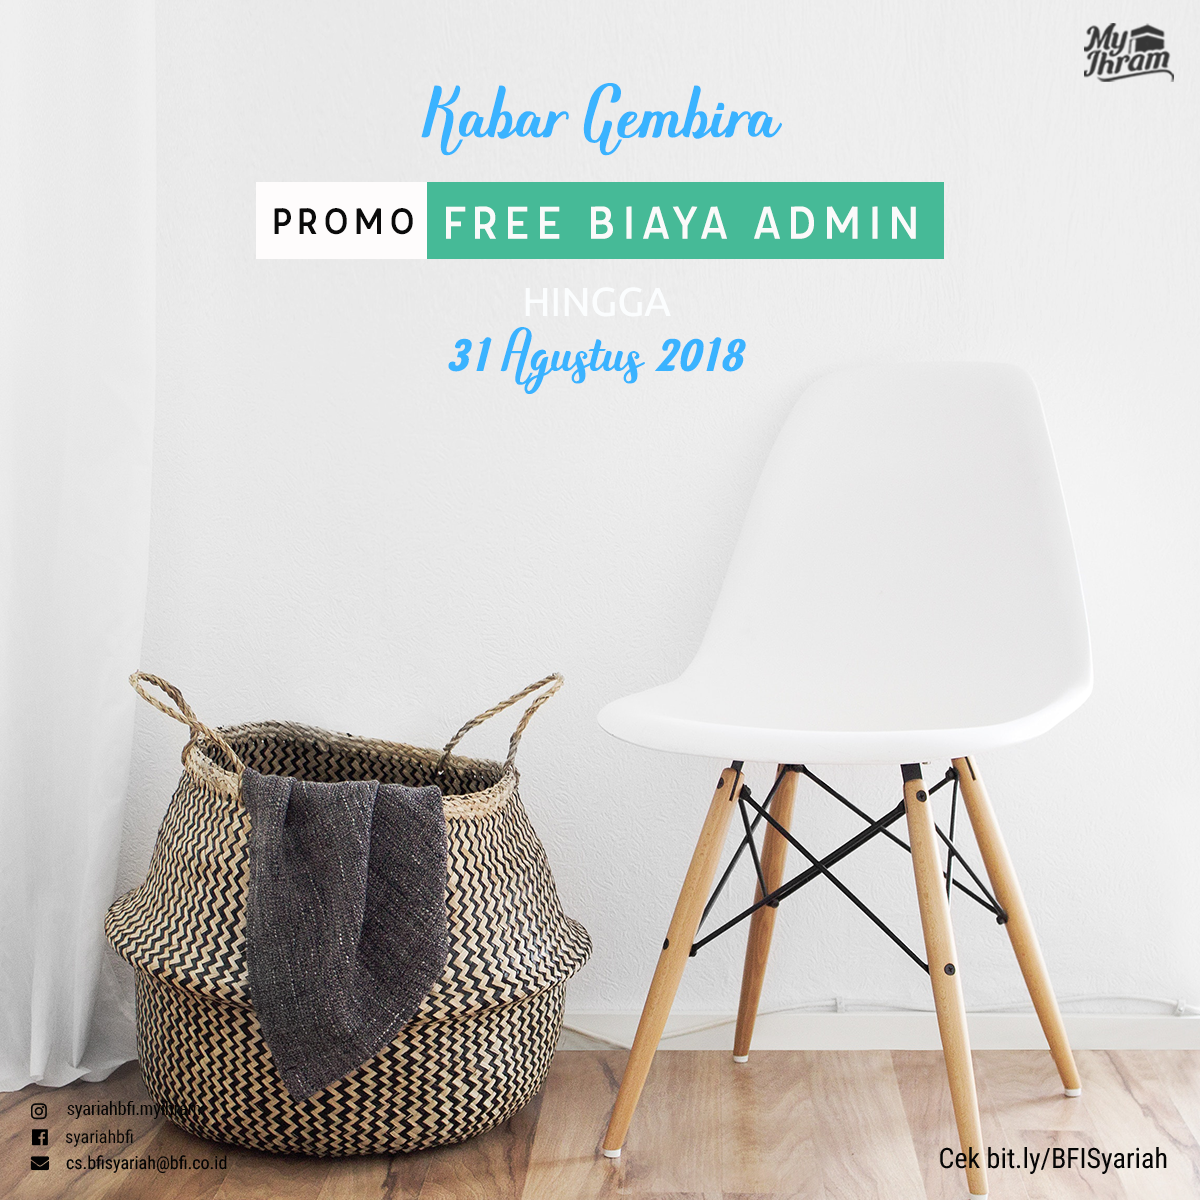 My
Ihram
Kabar Gembira
PROMO FREE BIAYA ADMIN
HINGGA
31 Agustus 2018
syariahbfi.myihram
syariahbfi
cs.bfisyariah@bfi.co.id
Cek bit.ly/BFISyariah